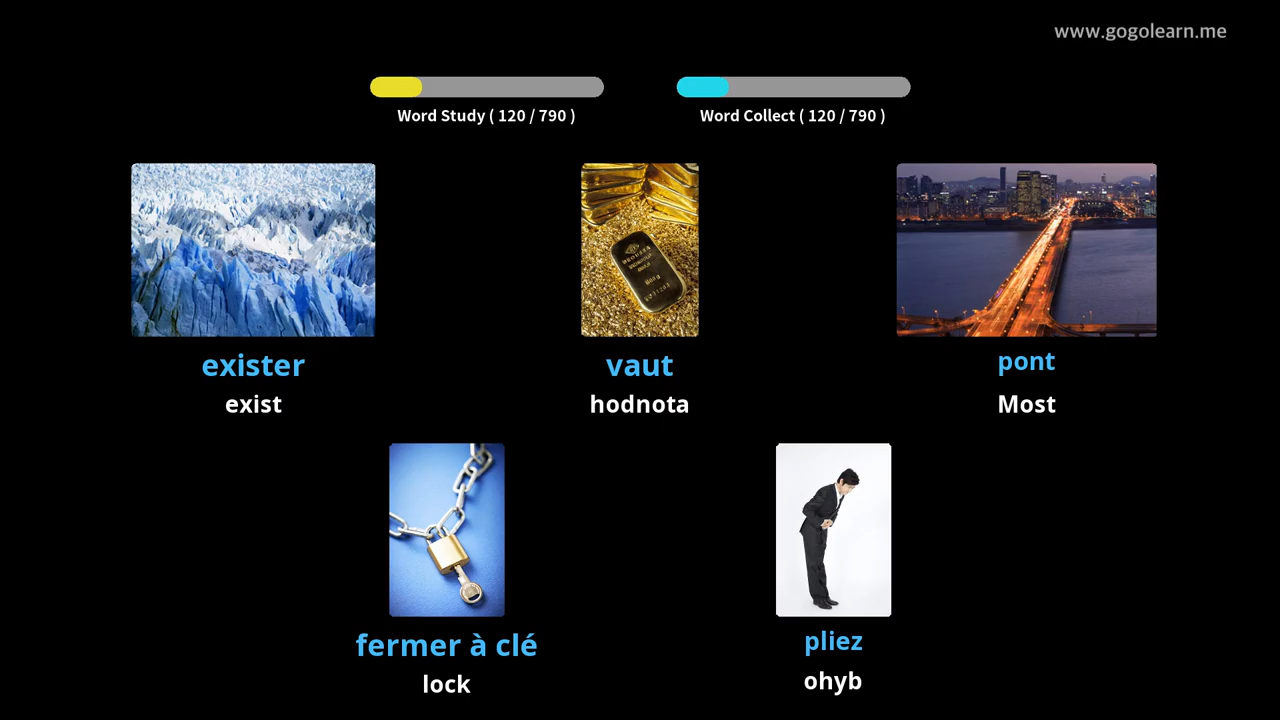 www.gogolearn.me
Word Study ( 120 / 790 )
Word Collect ( 120 / 790 )
exister
exist
vaut
hodnota
pont
Most
fermer à clé
lock
pliez
ohyb